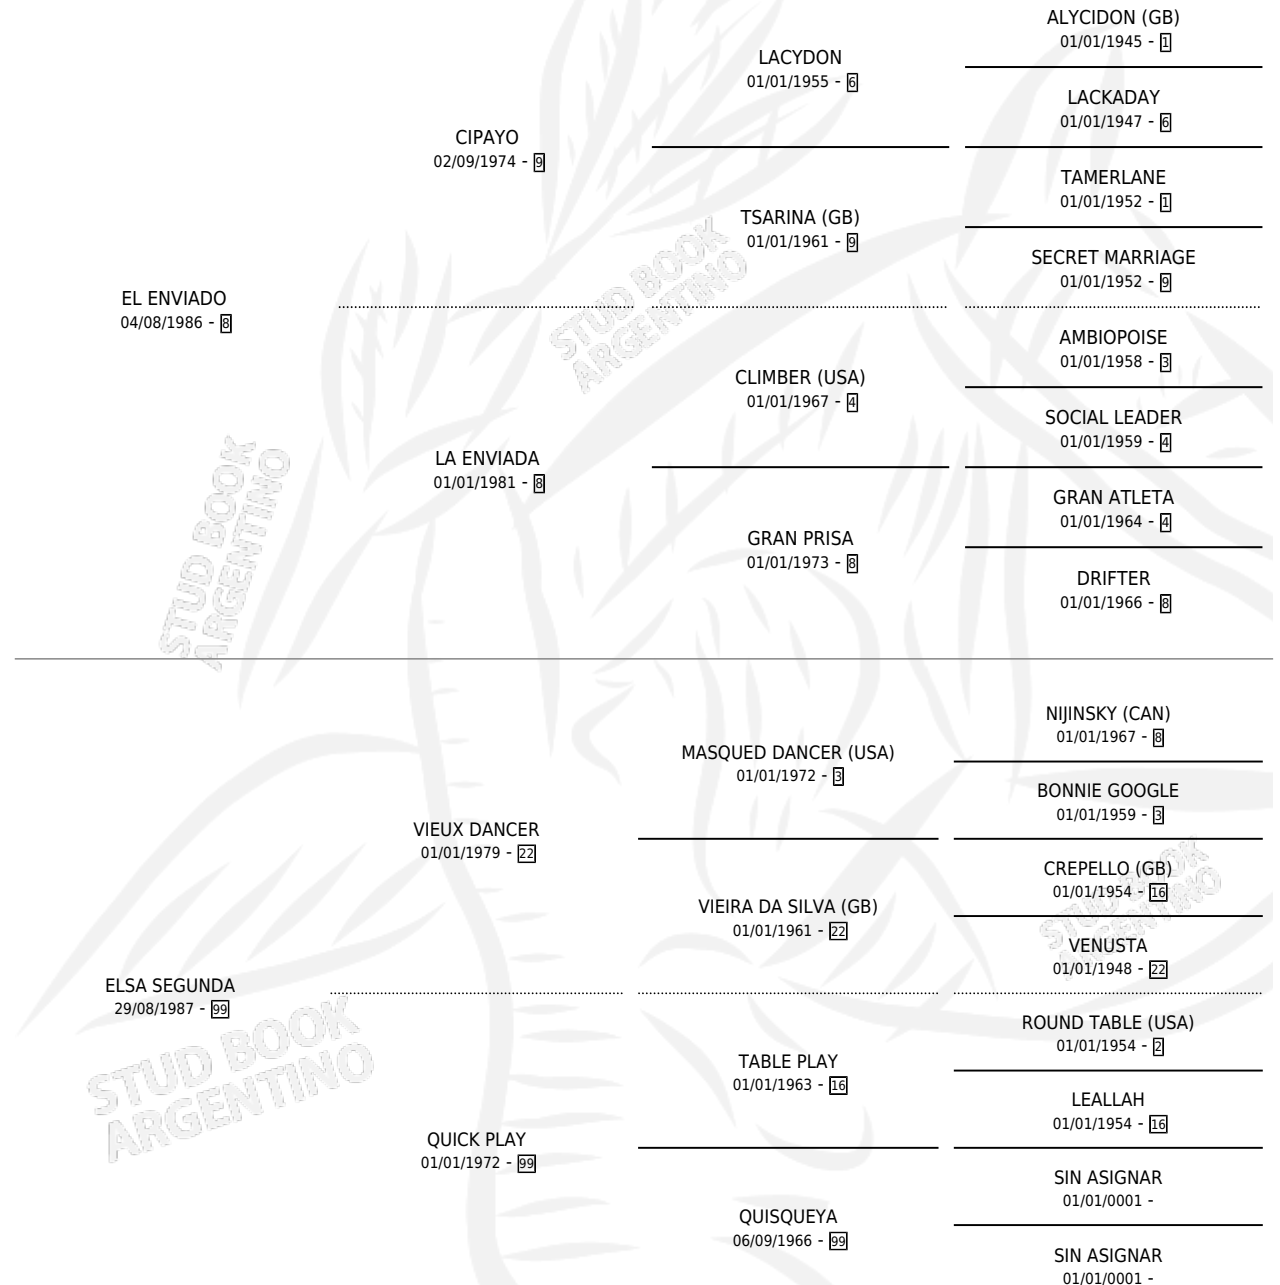 ALYCIDON (GB)
01/01/1945 - 1
LACYDON
01/01/1955 - 6
LACKADAY
01/01/1947 - 6
CIPAYO
02/09/1974 - 9
TAMERLANE
01/01/1952 - 1
TSARINA (GB)
01/01/1961 - 9
SECRET MARRIAGE
01/01/1952 - 9
EL ENVIADO
04/08/1986 - 8
AMBIOPOISE
01/01/1958 - 3
CLIMBER (USA)
01/01/1967 - 4
SOCIAL LEADER
01/01/1959 - 4
LA ENVIADA
01/01/1981 - 8
GRAN ATLETA
01/01/1964 - 4
GRAN PRISA
01/01/1973 - 8
DRIFTER
01/01/1966 - 8
STUD BOOK
ARGENTINO
STUD BOOK
ARGENTINO
NIJINSKY (CAN)
01/01/1967 - 8
MASQUED DANCER (USA)
01/01/1972 - 3
BONNIE GOOGLE
01/01/1959 - 3
VIEUX DANCER
01/01/1979 - 22
CREPELLO (GB)
01/01/1954 - 16
VIEIRA DA SILVA (GB)
01/01/1961 - 22
VENUSTA
01/01/1948 - 22
STUD BOOK
ARGENTINO
ELSA SEGUNDA
29/08/1987 - 99
ROUND TABLE (USA)
01/01/1954 - 2
TABLE PLAY
01/01/1963 - 16
LEALLAH
01/01/1954 - 16
QUICK PLAY
01/01/1972 - 99
SIN ASIGNAR
01/01/0001 -
QUISQUEYA
06/09/1966 - 99
SIN ASIGNAR
01/01/0001 -
STUD BOOK
ARGENTINO